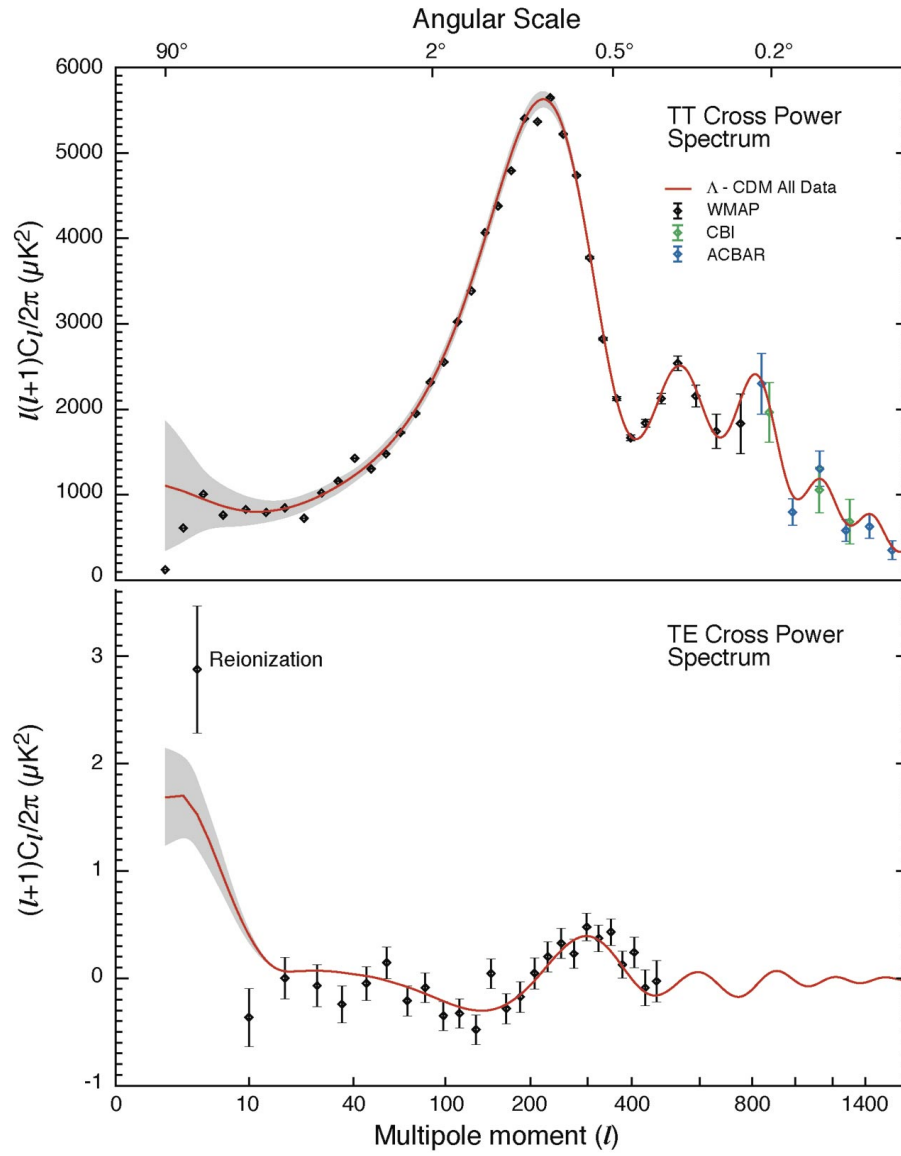 Angular Scale
90° 2° 0.5° 0.2°
6000
5000
4000
3000
2000
1000
0
l(l+1)Cl/2π (μK²)
TT Cross Power
Spectrum
Λ - CDM All Data
WMAP
CBI
ACBAR
3
2
1
0
-1
(l+1)Cl/2π (μK²)
Reionization
TE Cross Power
Spectrum
0 10 40 100 200 400 800 1400
Multipole moment (l)